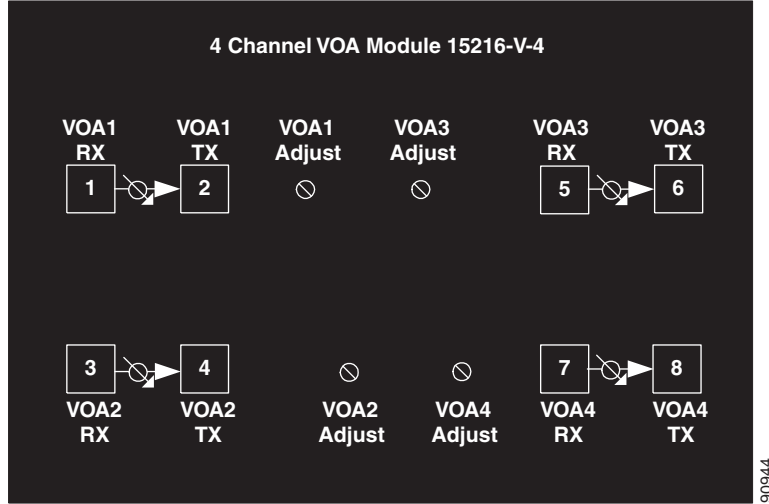 4 Channel VOA Module 15216-V-4
VOA1 VOA1 VOA1 VOA3 VOA3 VOA3
RX TX Adjust Adjust RX TX
1 2 5 6
3 4 7 8
VOA2 VOA2 VOA2 VOA4 VOA4 VOA4
RX TX Adjust Adjust RX TX
90944